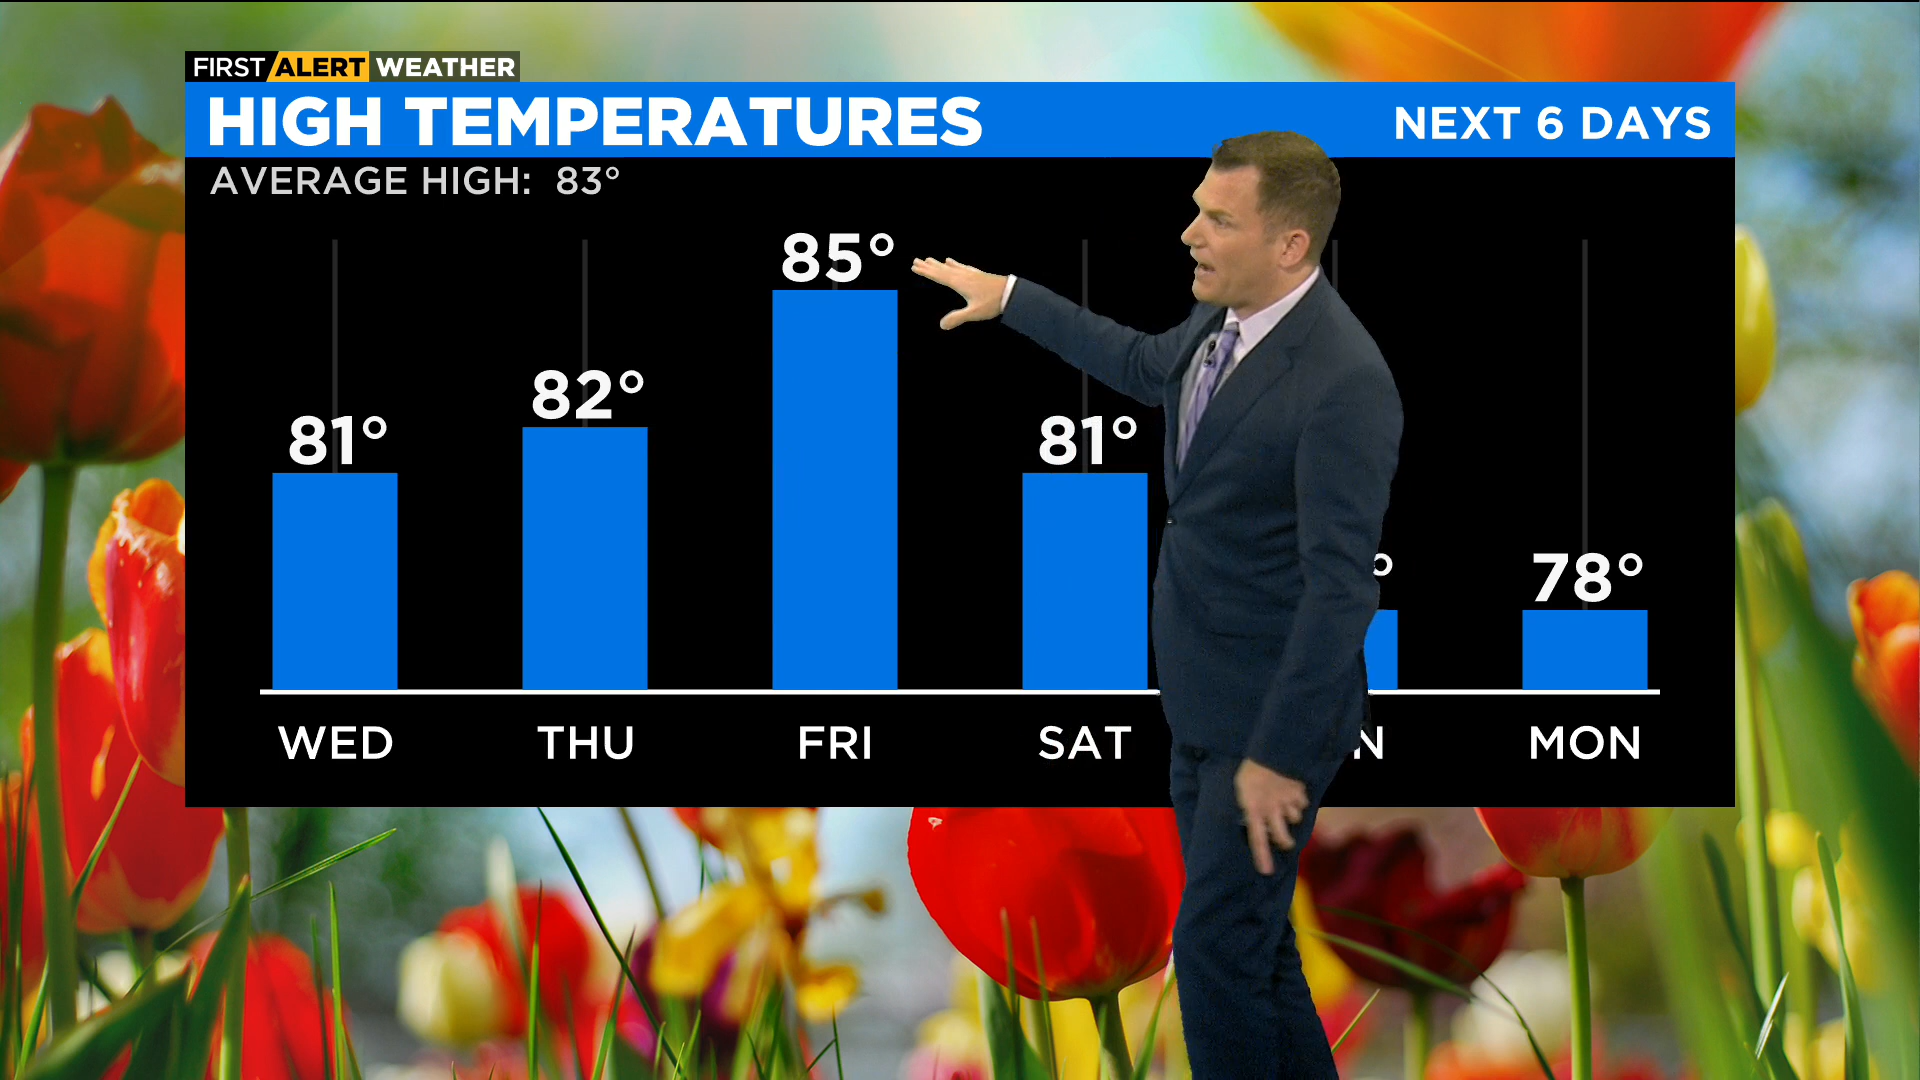 FIRST ALERT WEATHER
HIGH TEMPERATURES
NEXT 6 DAYS
AVERAGE HIGH: 83°
81° 82° 85° 81° 78°
WED THU FRI SAT MON